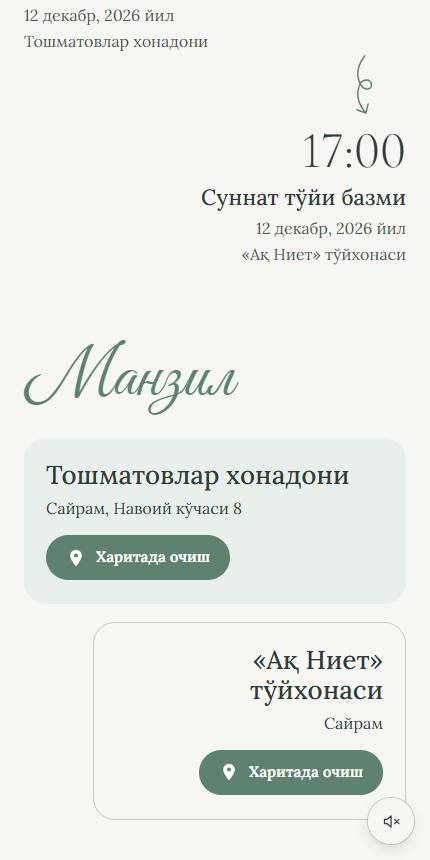 12 декабр, 2026 йил
Тошматовлар хонадони
17:00
Суннат тўйи базми
12 декабр, 2026 йил
«Ақ Ниет» тўйхонаси
Манзил
Тошматовлар хонадони
Сайрам, Навоий кўчаси 8
Харитада очиш
«Ақ Ниет»
тўйхонаси
Сайрам
Харитада очиш